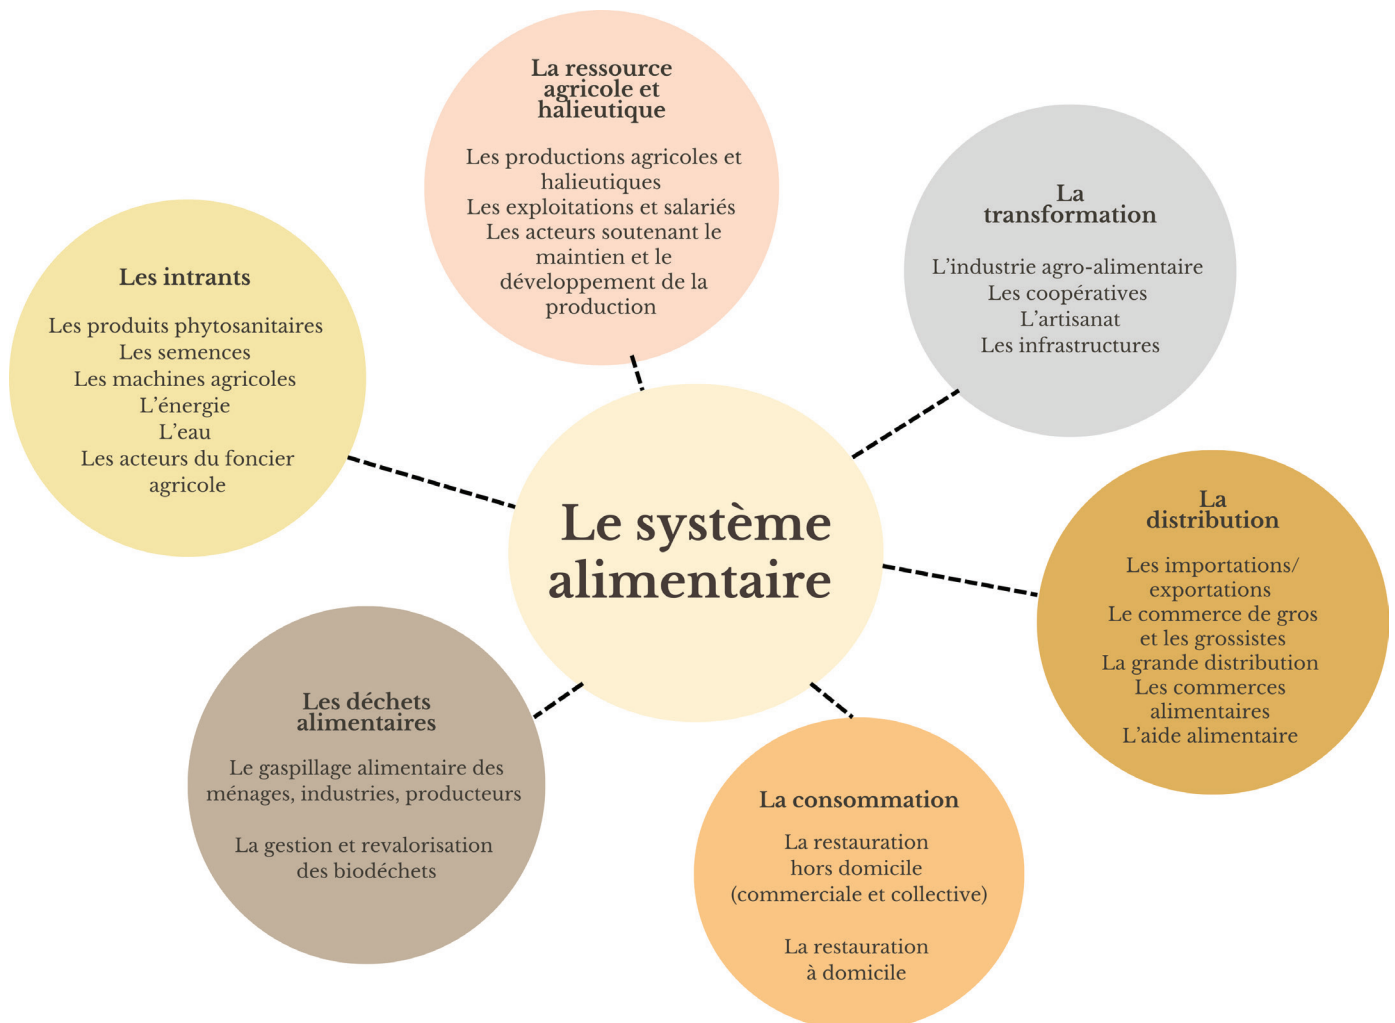 La ressource
agricole et
halieutique
Les productions agricoles et
halieutiques
Les exploitations et salariés
Les acteurs soutenant le
maintien et le
développement de la
production
La
transformation
L'industrie agro-alimentaire
Les coopératives
L'artisanat
Les infrastructures
Les intrants
Les produits phytosanitaires
Les semences
Les machines agricoles
L'énergie
L'eau
Les acteurs du foncier
agricole
Le système
alimentaire
La
distribution
Les importations/
exportations
Le commerce de gros
et les grossistes
La grande distribution
Les commerces
alimentaires
L'aide alimentaire
Les déchets
alimentaires
Le gaspillage alimentaire des
ménages, industries, producteurs
La gestion et revalorisation
des biodéchets
La consommation
La restauration
hors domicile
(commerciale et collective)
La restauration
à domicile